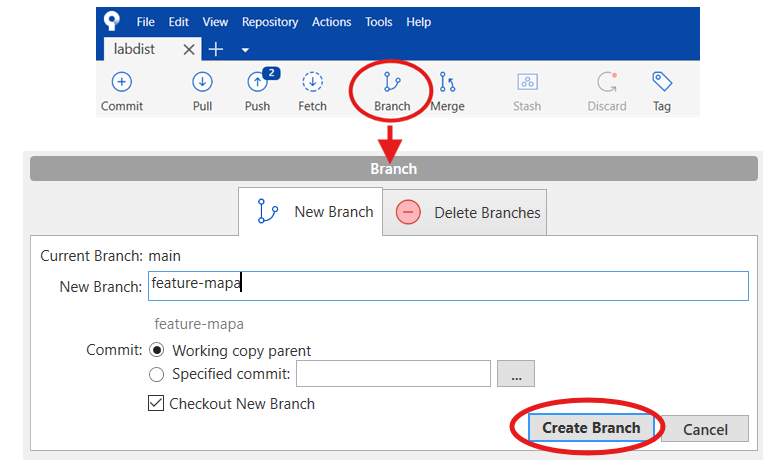 File Edit View Repository Actions Tools Help
labdist
2
Commit Pull Push Fetch Branch Merge Stash Discard Tag
Branch
New Branch Delete Branches
Current Branch: main
New Branch: feature-mapa
feature-mapa
Commit: Working copy parent
Specified commit: ...
Checkout New Branch
Create Branch Cancel